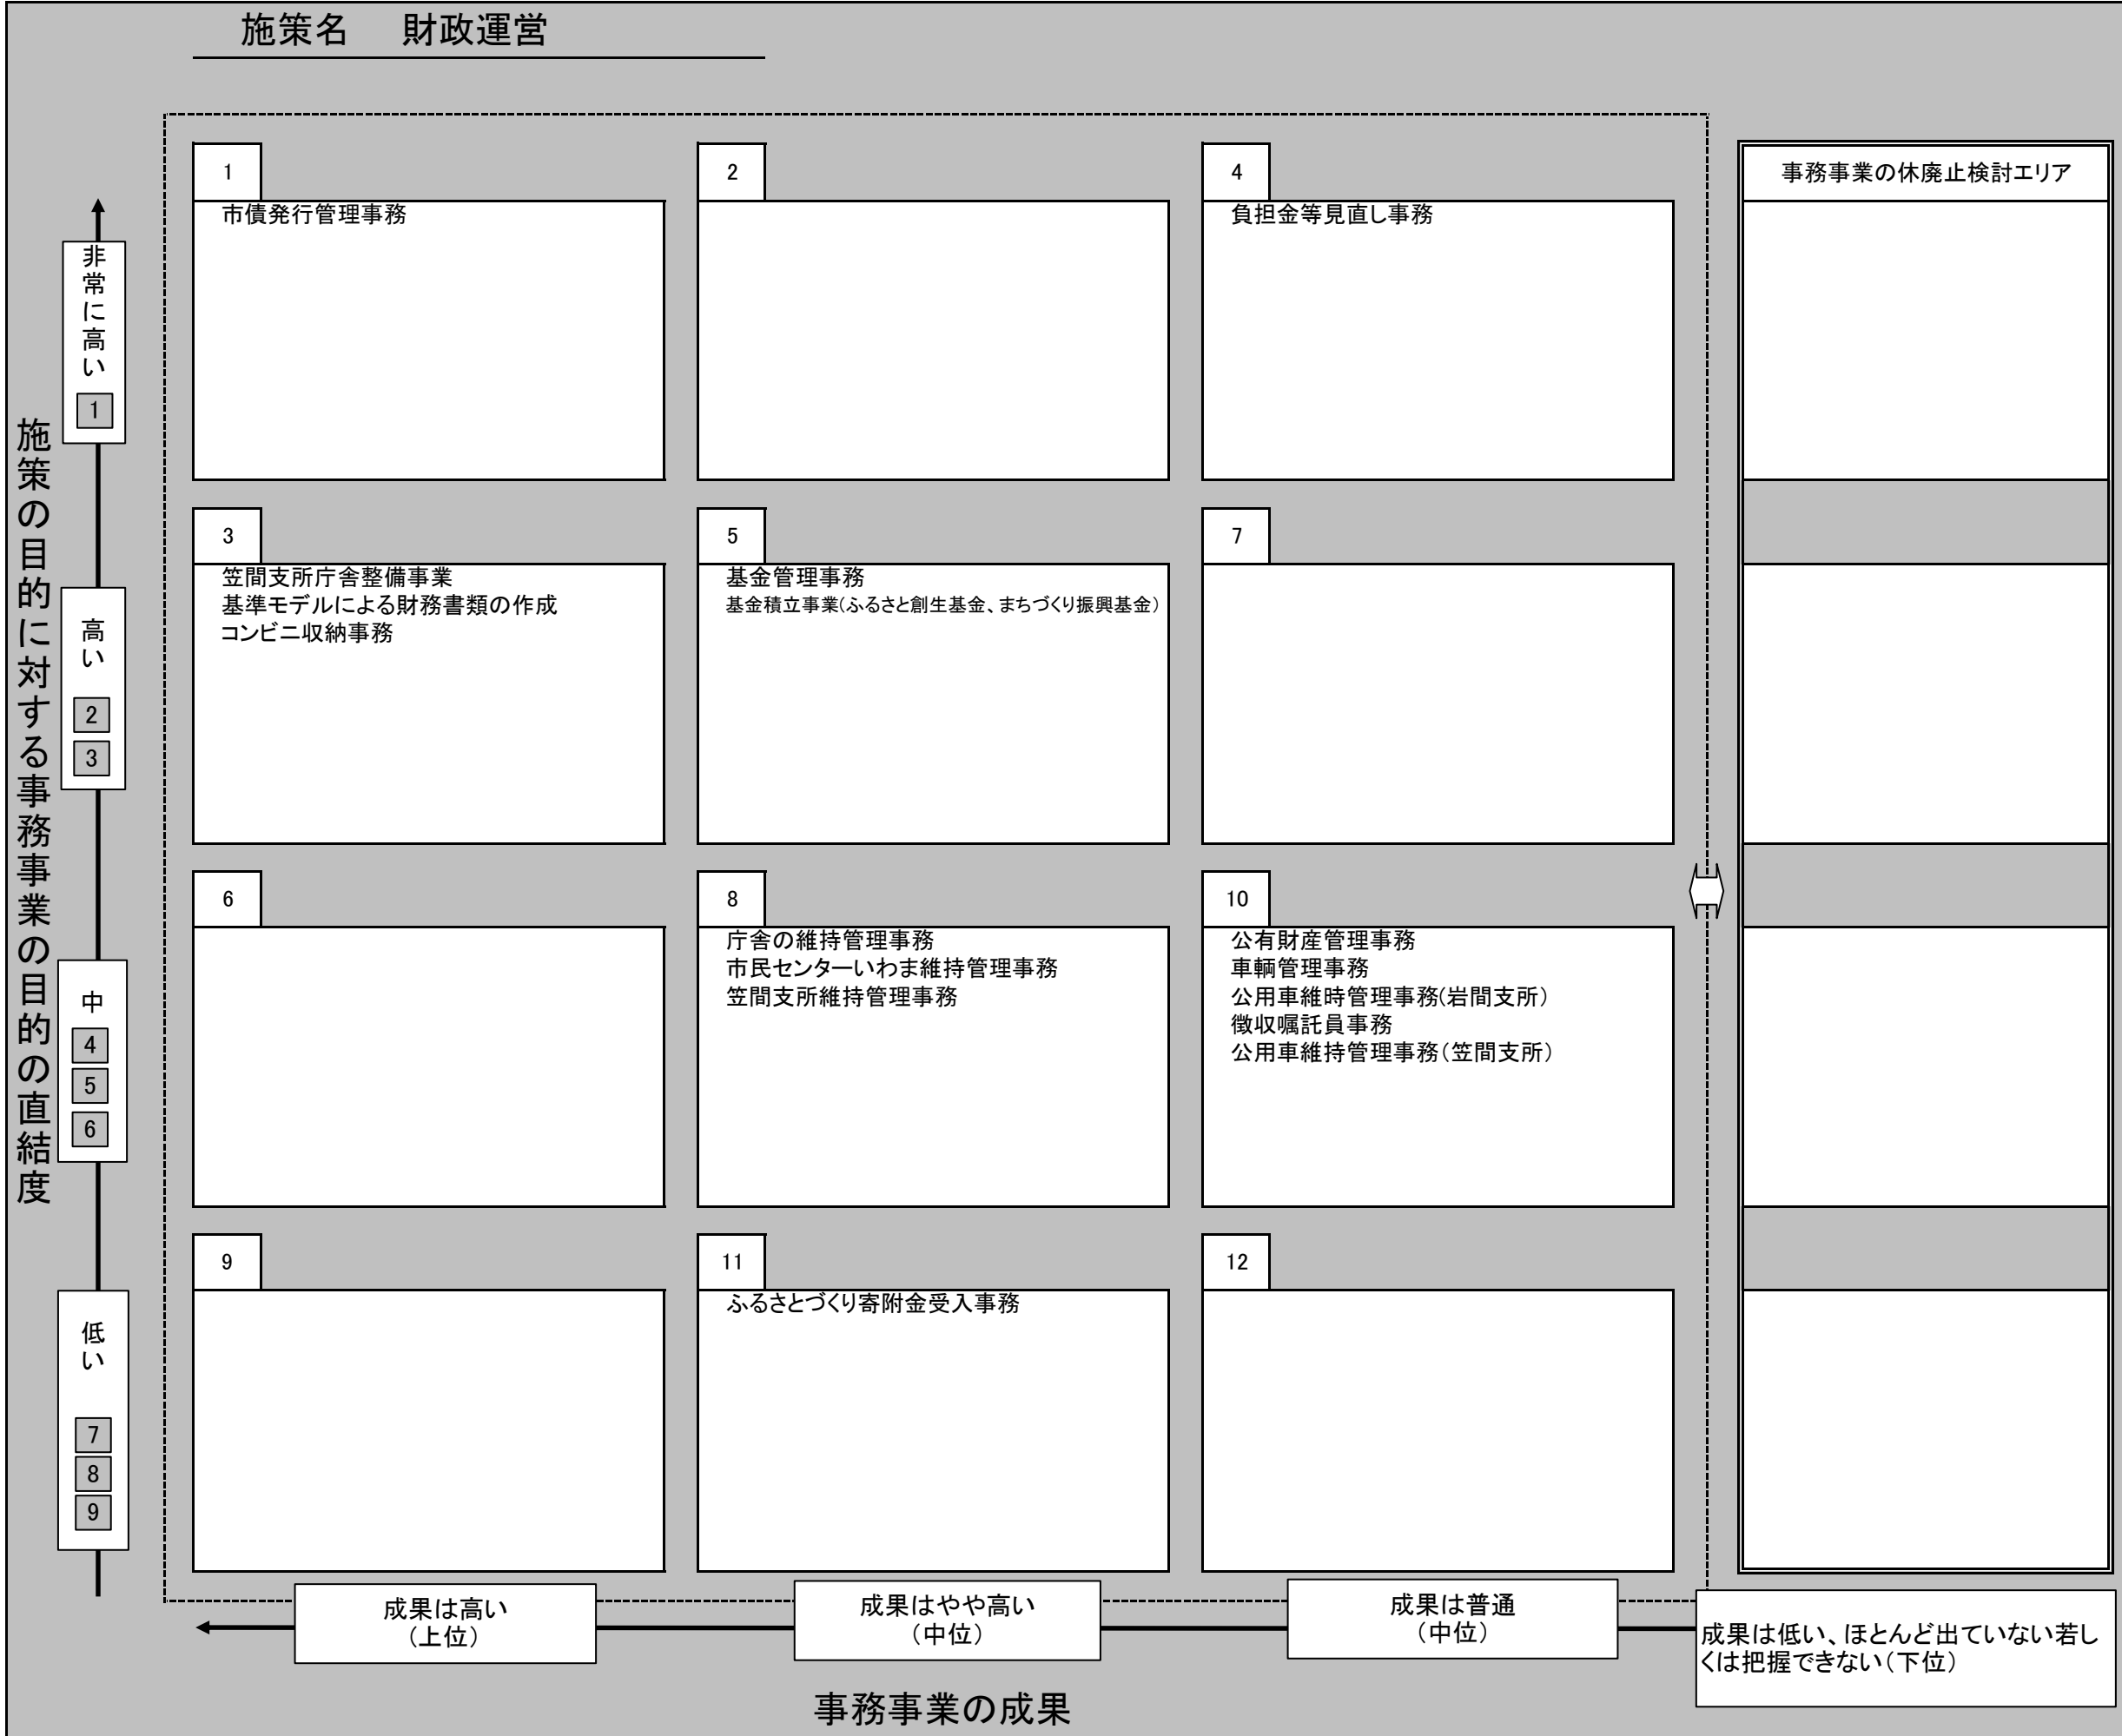 施策名　財政運営
施策の目的に対する事務事業の目的の直結度
非常に高い
1
高い
2
3
中
4
5
6
低い
7
8
9
1
市債発行管理事務
2
4
負担金等見直し事務
事務事業の休廃止検討エリア
3
笠間支所庁舎整備事業
基準モデルによる財務書類の作成
コンビニ収納事務
5
基金管理事務
基金積立事業(ふるさと創生基金、まちづくり振興基金)
7
6
8
庁舎の維持管理事務
市民センターいわま維持管理事務
笠間支所維持管理事務
10
公有財産管理事務
車輌管理事務
公用車維時管理事務(岩間支所)
徴収嘱託員事務
公用車維持管理事務(笠間支所)
9
11
ふるさとづくり寄附金受入事務
12
成果は高い
(上位)
成果はやや高い
(中位)
成果は普通
(中位)
成果は低い、ほとんど出ていない若し
くは把握できない(下位)
事務事業の成果